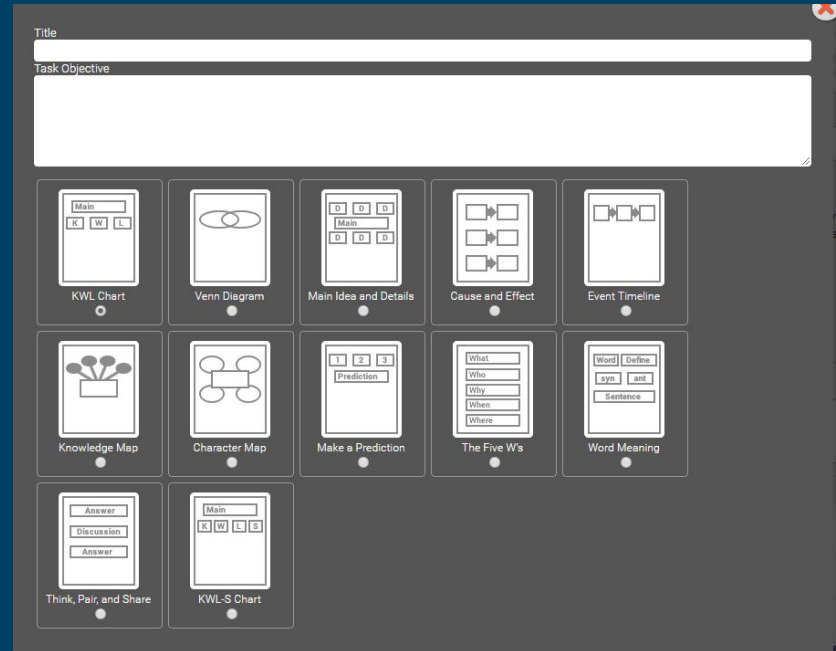 Title
Task Objective
Main
K W L
KWL Chart
Venn Diagram
D D D
Main
D D D
Main Idea and Details
Cause and Effect
Event Timeline
Knowledge Map
Character Map
1 2 3
Prediction
Make a Prediction
What
Who
Why
When
Where
The Five W's
Word Define
syn ant
Sentence
Word Meaning
Answer
Discussion
Answer
Think, Pair, and Share
Main
K W L S
KWL-S Chart